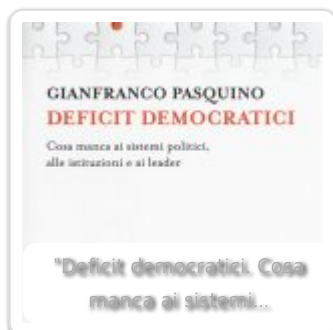 GIANFRANCO PASQUINO
DEFICIT DEMOCRATICI
Cosa manca ai sistemi politici,
alle istituzioni e ai leader
"Deficit democratici. Cosa
manca ai sistemi...